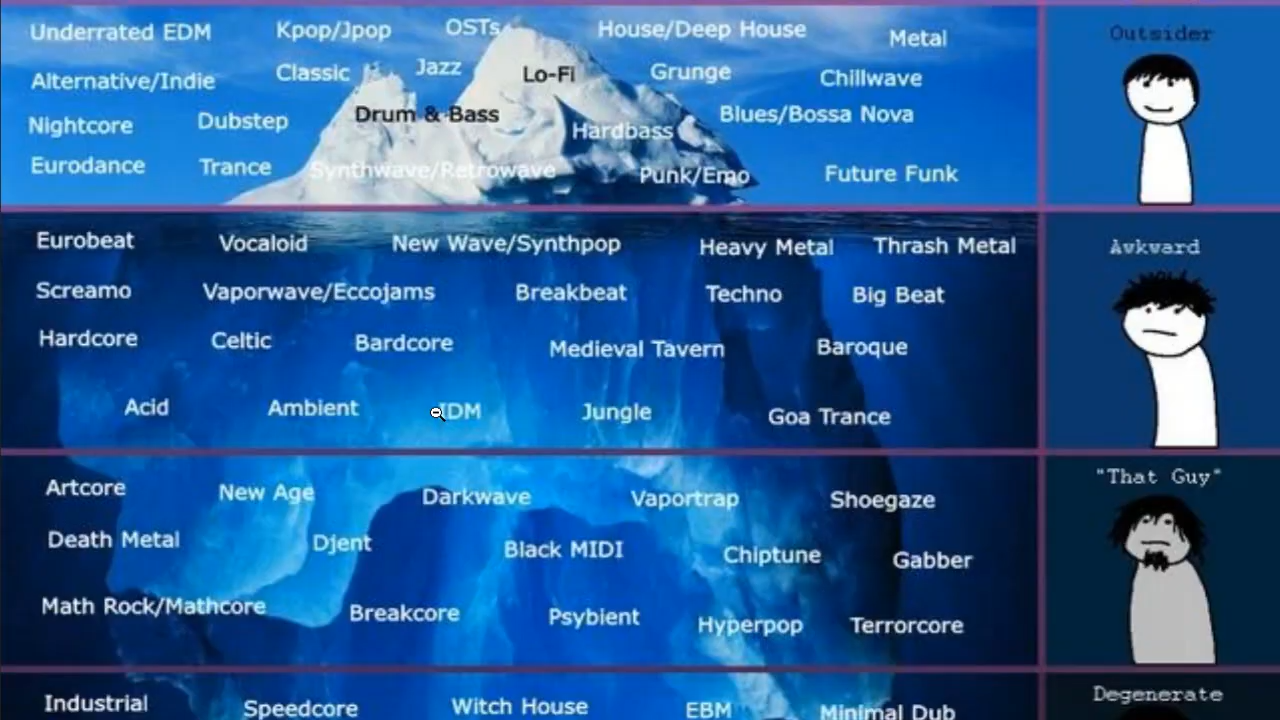 Underrated EDM Kpop/Jpop OSTs House/Deep House Metal
Alternative/Indie Classic Jazz Lo-Fi Grunge Chillwave
Nightcore Dubstep Drum & Bass Hardbass Blues/Bossa Nova
Eurodance Trance Synthwave/Retrowave Punk/Emo Future Funk
Outsider
Eurobeat Vocaloid New Wave/Synthpop Heavy Metal Thrash Metal
Screamo Vaporwave/Eccojams Breakbeat Techno Big Beat
Hardcore Celtic Bardcore Medieval Tavern Baroque
Acid Ambient IDM Jungle Goa Trance
Awkward
Artcore New Age Darkwave Vaportrap Shoegaze
Death Metal Djent Black MIDI Chiptune Gabber
Math Rock/Mathcore Breakcore Psybient Hyperpop Terrorcore
"That Guy"
Industrial Speedcore Witch House EBM Minimal Dub
Degenerate